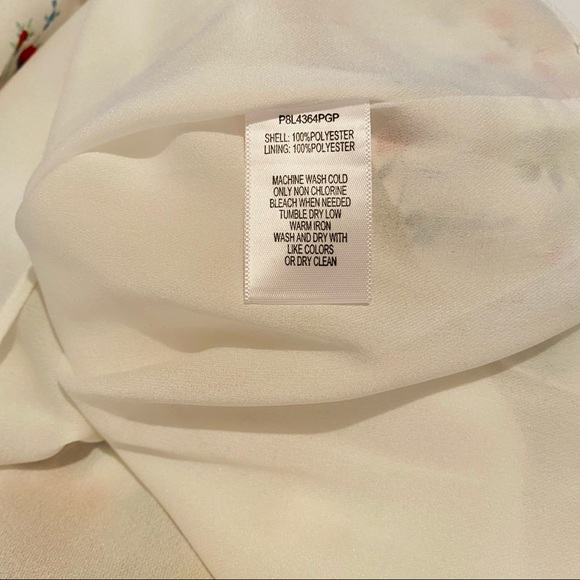 P8L4364PGP
SHELL: 100%POLYESTER
LINING: 100%POLYESTER
MACHINE WASH COLD
ONLY NON CHLORINE
BLEACH WHEN NEEDED
TUMBLE DRY LOW
WARM IRON
WASH AND DRY WITH
LIKE COLORS
OR DRY CLEAN